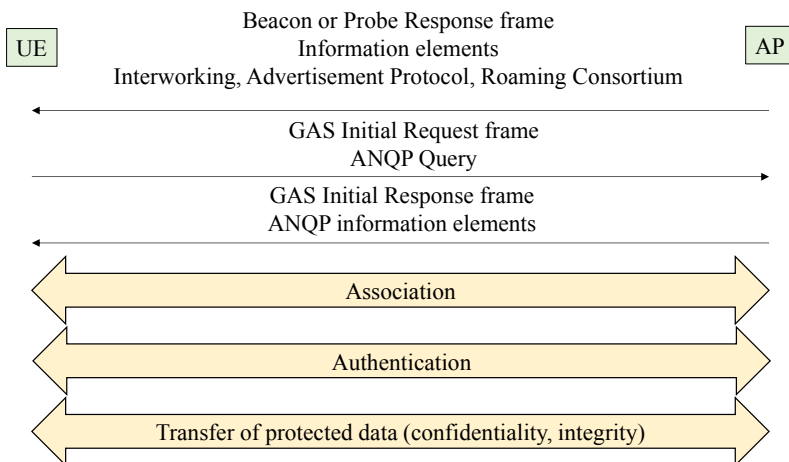 UE
Beacon or Probe Response frame
Information elements
Interworking, Advertisement Protocol, Roaming Consortium
AP
GAS Initial Request frame
ANQP Query
GAS Initial Response frame
ANQP information elements
Association
Authentication
Transfer of protected data (confidentiality, integrity)